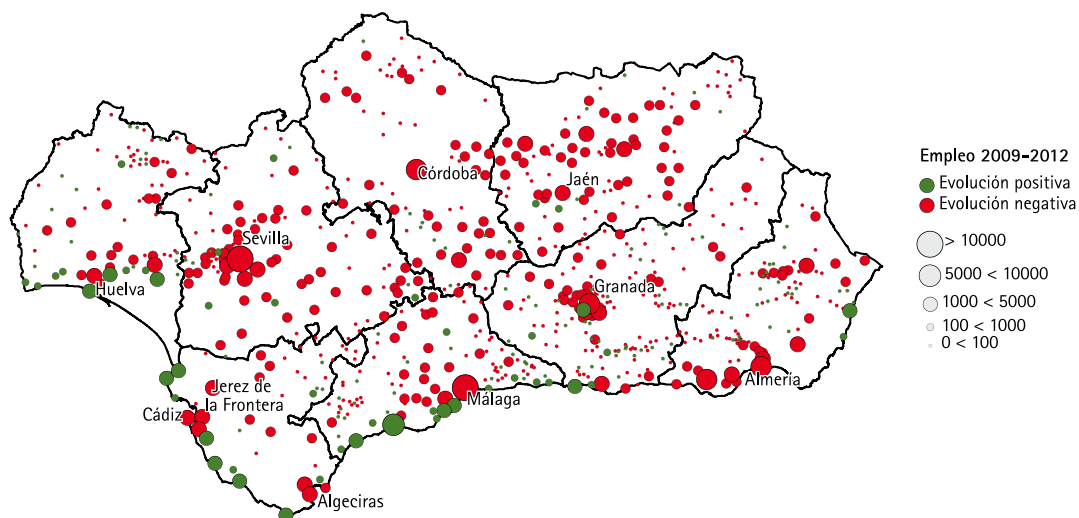 Córdoba
Jaén
Sevilla
Huelva
Granada
Jerez de
la Frontera
Cádiz
Málaga
Almería
Algeciras
Empleo 2009-2012
Evolución positiva
Evolución negativa
> 10000
5000 < 10000
1000 < 5000
100 < 1000
0 < 100